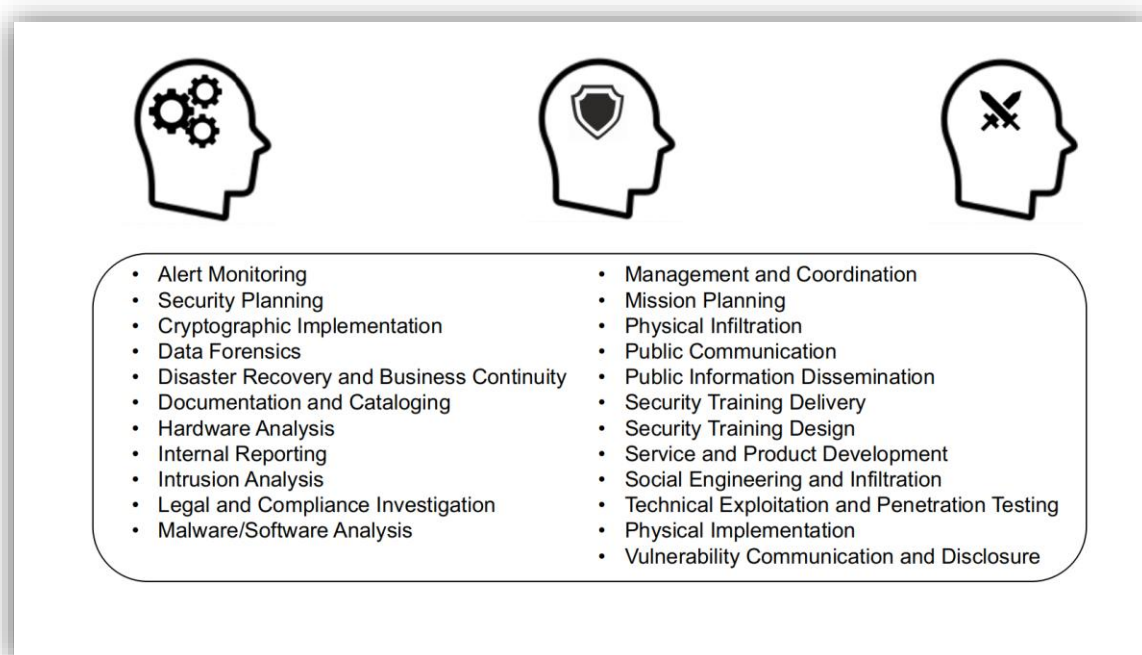 • Alert Monitoring
• Security Planning
• Cryptographic Implementation
• Data Forensics
• Disaster Recovery and Business Continuity
• Documentation and Cataloging
• Hardware Analysis
• Internal Reporting
• Intrusion Analysis
• Legal and Compliance Investigation
• Malware/Software Analysis
• Management and Coordination
• Mission Planning
• Physical Infiltration
• Public Communication
• Public Information Dissemination
• Security Training Delivery
• Security Training Design
• Service and Product Development
• Social Engineering and Infiltration
• Technical Exploitation and Penetration Testing
• Physical Implementation
• Vulnerability Communication and Disclosure